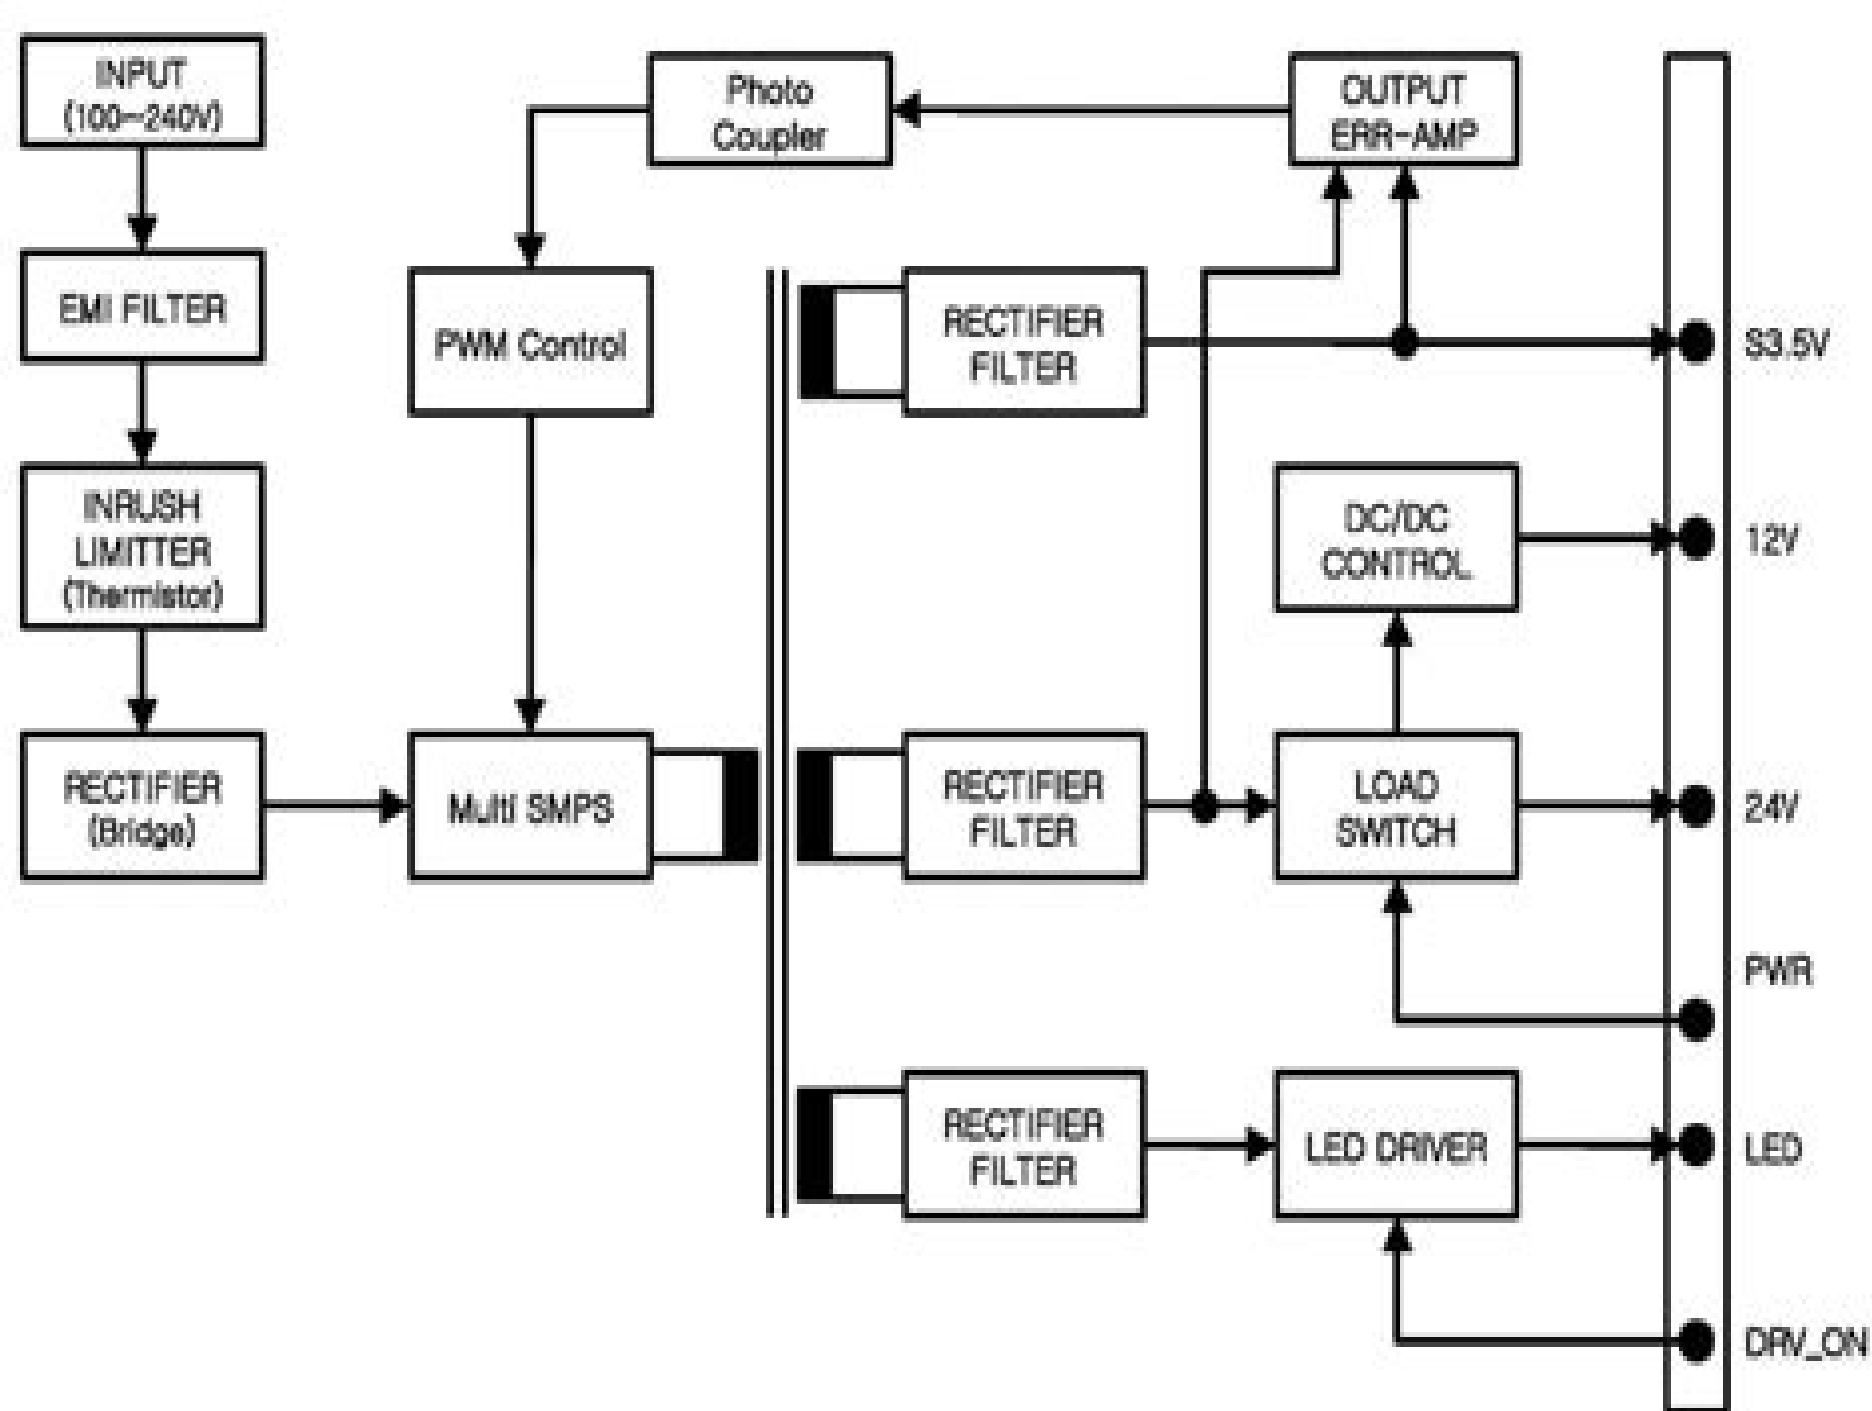 INPUT
(100~240V)
EMI FILTER
INRUSH
LIMITTER
(Thermistor)
RECTIFIER
(Bridge)
Photo
Coupler
PWM Control
Multi SMPS
OUTPUT
ERR-AMP
RECTIFIER
FILTER
S3.5V
DC/DC
CONTROL
12V
RECTIFIER
FILTER
LOAD
SWITCH
24V
PWR
RECTIFIER
FILTER
LED DRIVER
LED
DRV_ON